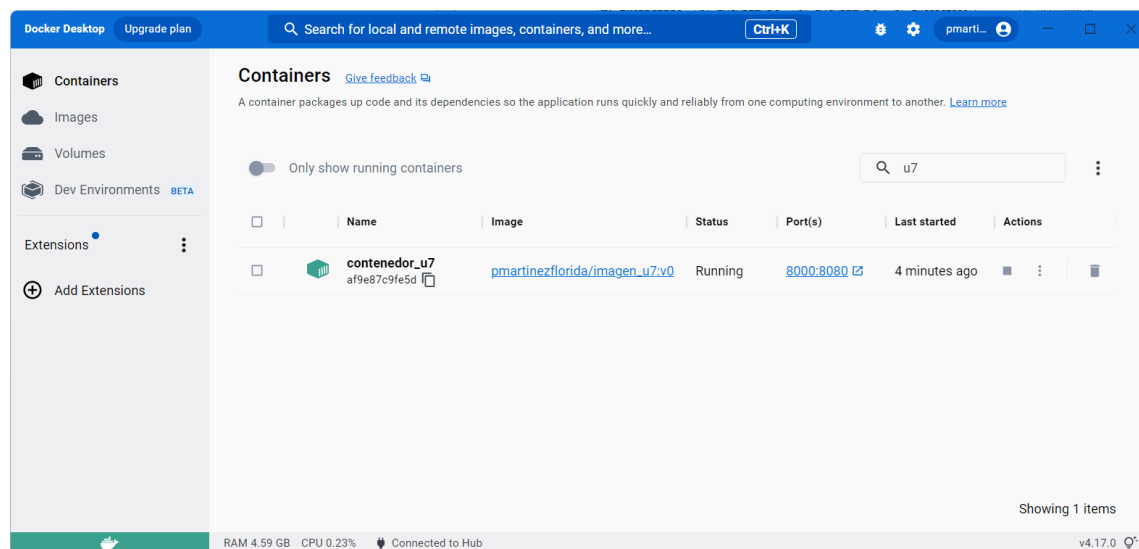 Docker Desktop Upgrade plan Search for local and remote images, containers, and more... Ctrl+K pmarti...
Containers
Images
Volumes
Dev Environments BETA
Extensions
Add Extensions
Containers Give feedback
A container packages up code and its dependencies so the application runs quickly and reliably from one computing environment to another. Learn more
Only show running containers u7
Name Image Status Port(s) Last started Actions
contenedor_u7
af9e87c9fe5d pmartinezflorida/imagen_u7:v0 Running 8000:8080 4 minutes ago
Showing 1 items
RAM 4.59 GB CPU 0.23% Connected to Hub v4.17.0